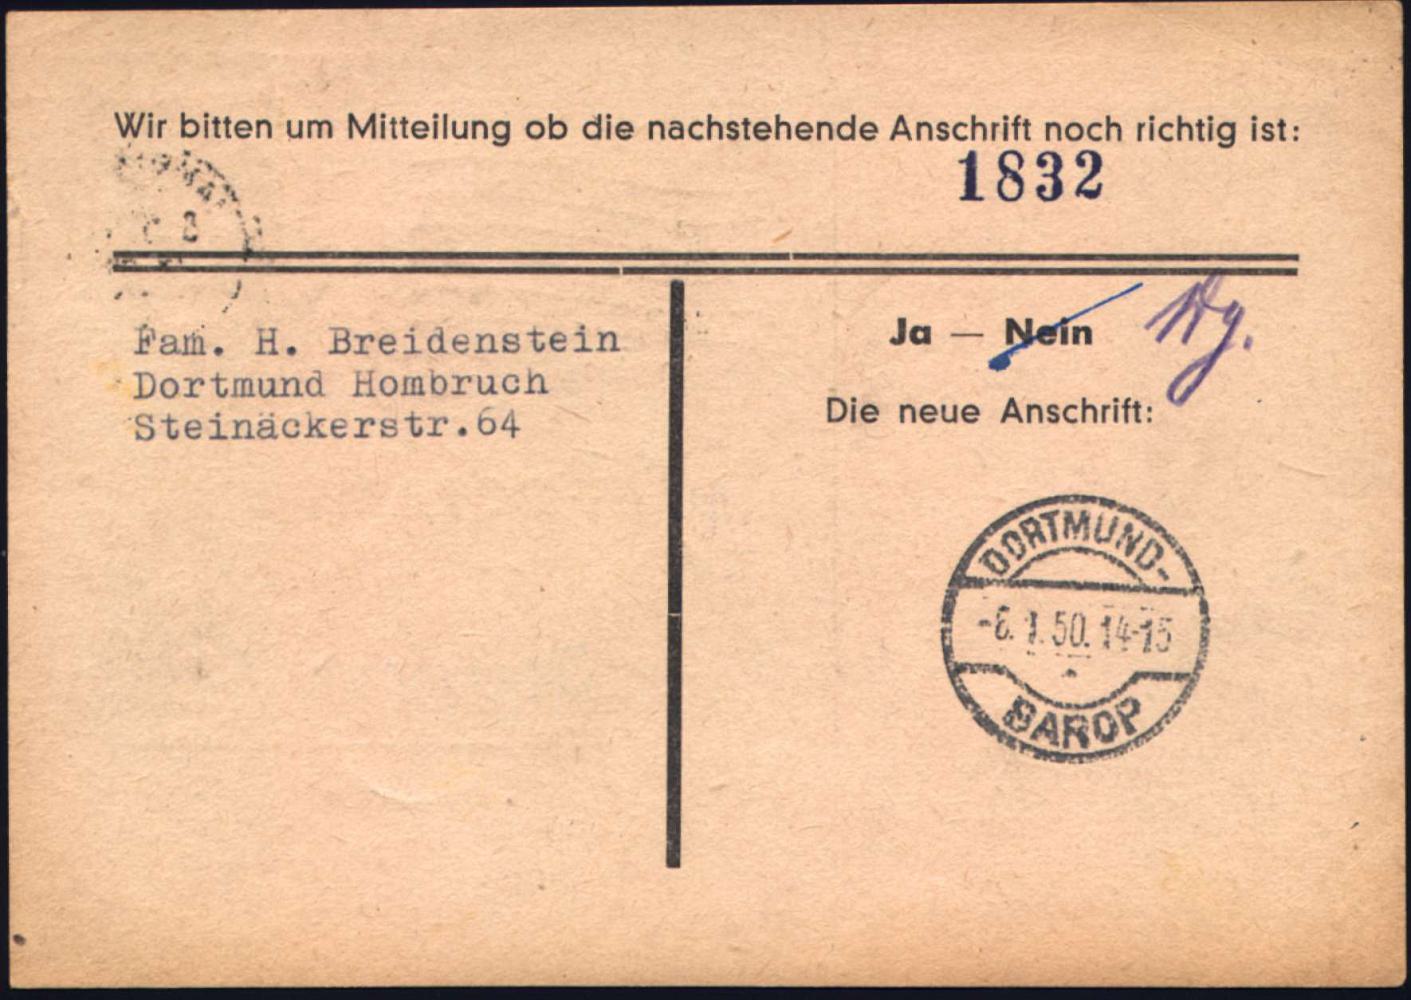 Wir bitten um Mitteilung ob die nachstehende Anschrift noch richtig ist:
1832
Fam. H. Breidenstein
Dortmund Hombruch
Steinäckerstr.64
Ja — Nein
Die neue Anschrift:
DORTMUND-
-6.1.50.14-15
BAROP